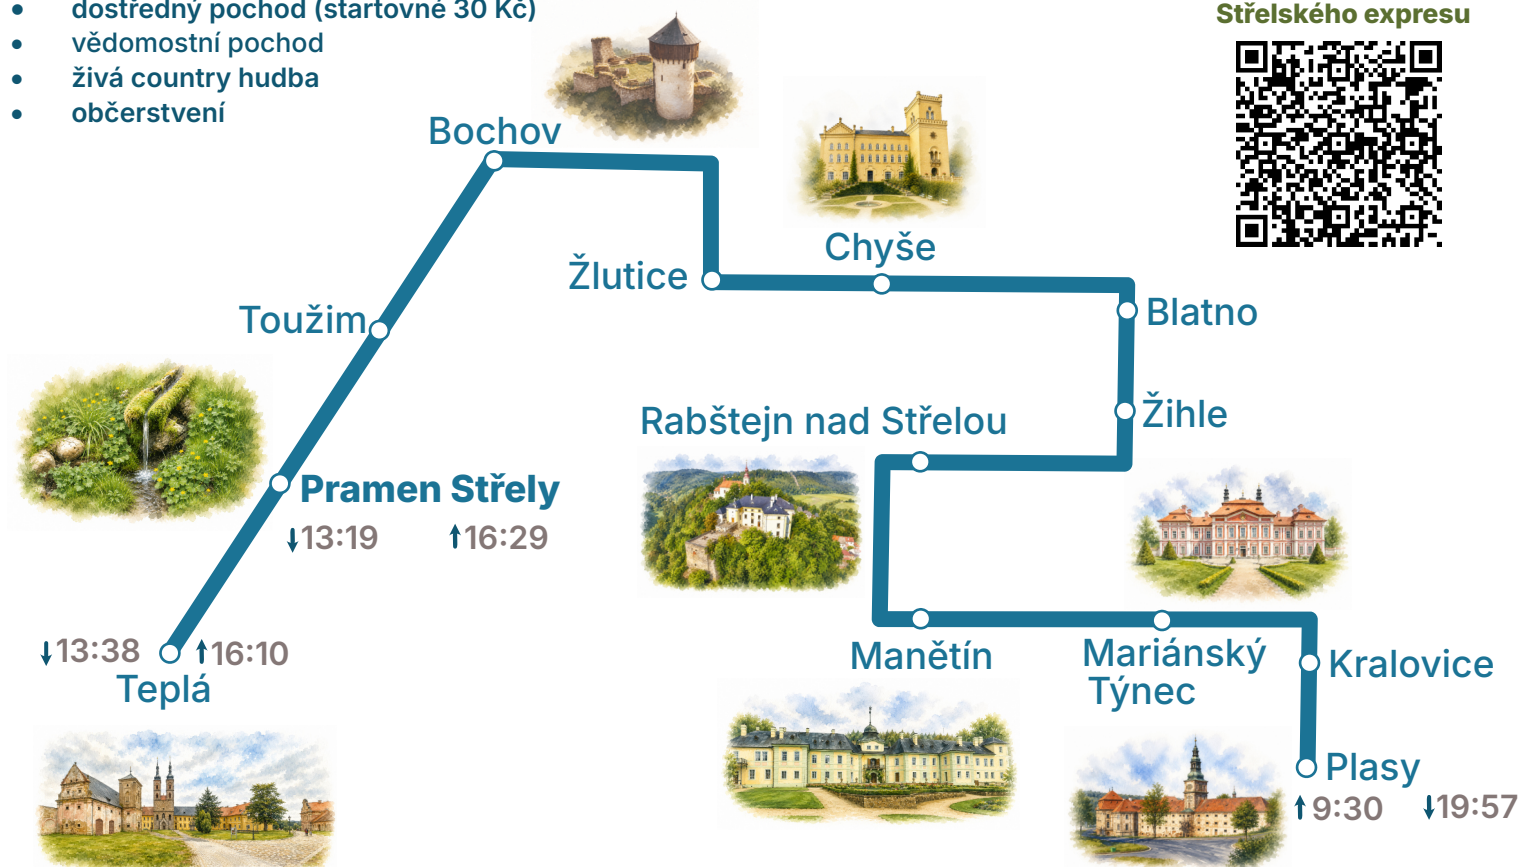 • dostředný pochod (startovné 30 Kč)
• vědomostní pochod
• živá country hudba
• občerstvení
Střelského expresu
Bochov
Chyše
Žlutice
Blatno
Toužim
Žihle
Rabštejn nad Střelou
Pramen Střely
↓13:19 ↑16:29
↓13:38 ↑16:10
Teplá
Manětín
Mariánský
Týnec
Kralovice
Plasy
↑9:30 ↓19:57